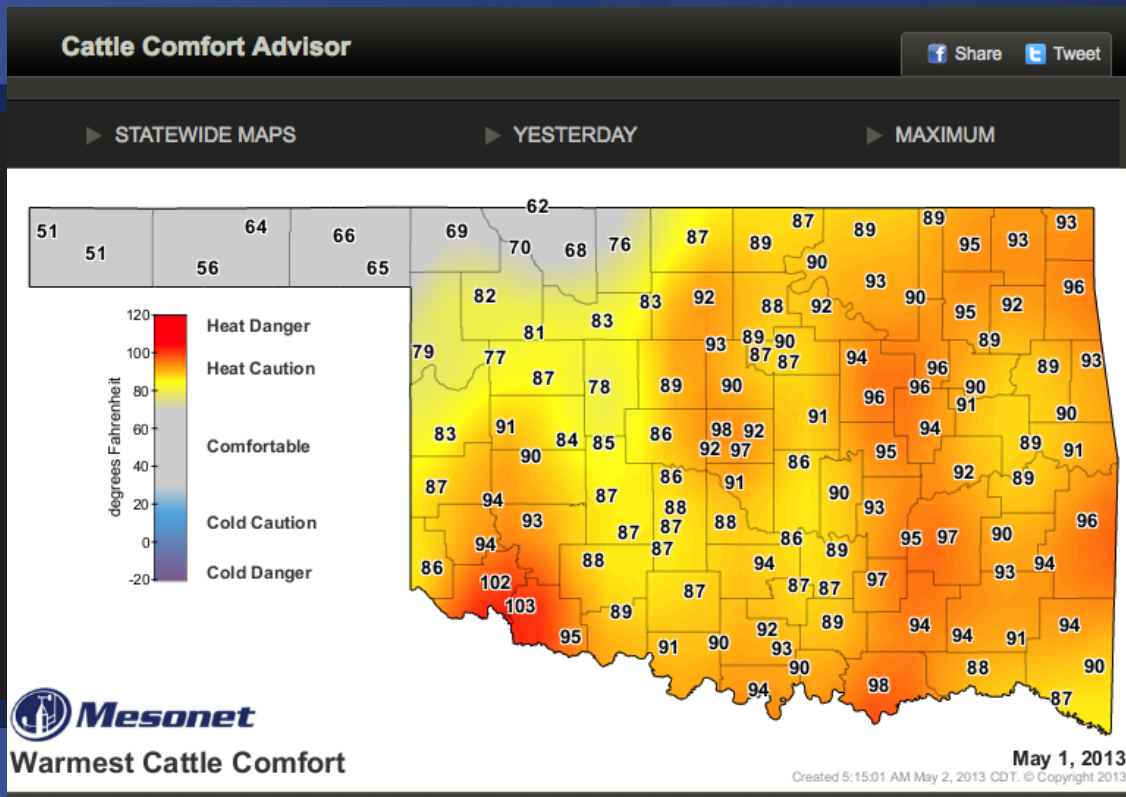 Cattle Comfort Advisor
Share Tweet
STATEWIDE MAPS YESTERDAY MAXIMUM
62
51 64 66 69 87 89 87 89 89 93
51 56 65 70 68 76 90 95 93
82 83 92 88 92 93 90 95 92 96
81 83 93 89 90 89
79 77 87 87 94 96 89 93
87 78 89 90 96 96 90 91
83 91 84 85 86 98 92 91 94 90
90 92 97 86 95 89 91
87 94 87 86 91 90 92 89
93 88 88 93 96
94 87 87 86 95 97 90
86 88 87 94 89 93 94
102 87 87 87 97
103 89 92 89 94 94 94
95 91 90 93 91
90 88 90
94 98 87
120 Heat Danger
100
Heat Caution
80
60
Comfortable
40
20
Cold Caution
0
Cold Danger
-20
degrees Fahrenheit
Mesonet
Warmest Cattle Comfort
May 1, 2013
Created 5:15:01 AM May 2, 2013 CDT. © Copyright 2013